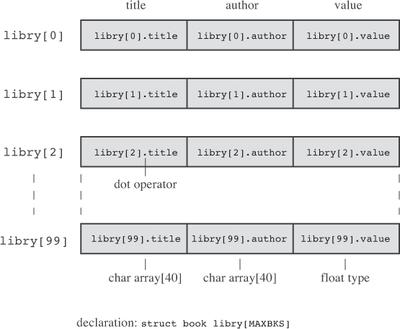 title author value
libry[0] libry[0].title libry[0].author libry[0].value
libry[1] libry[1].title libry[1].author libry[1].value
libry[2] libry[2].title libry[2].author libry[2].value
dot operator
libry[99] libry[99].title libry[99].author libry[99].value
char array[40] char array[40] float type
declaration: struct book libry[MAXBKS]